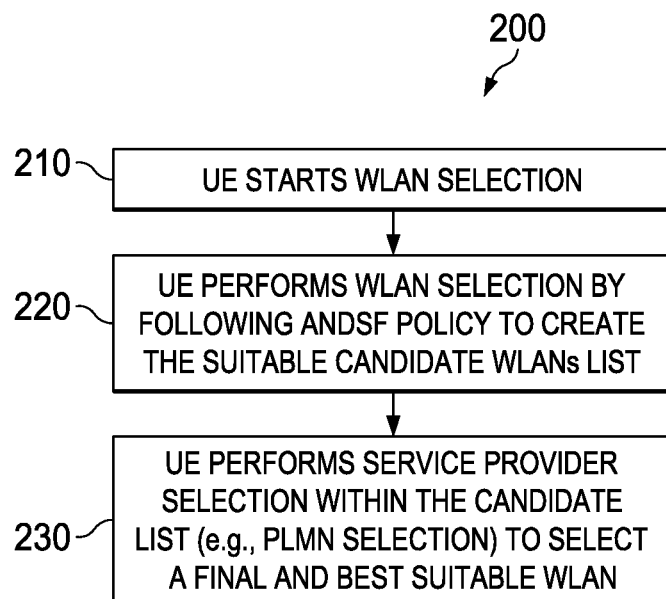 200
210
UE STARTS WLAN SELECTION
220
UE PERFORMS WLAN SELECTION BY
FOLLOWING ANDSF POLICY TO CREATE
THE SUITABLE CANDIDATE WLANs LIST
230
UE PERFORMS SERVICE PROVIDER
SELECTION WITHIN THE CANDIDATE
LIST (e.g., PLMN SELECTION) TO SELECT
A FINAL AND BEST SUITABLE WLAN